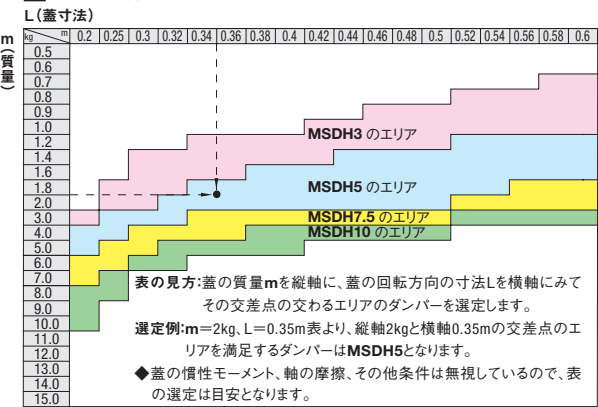 L(蓋寸法)
m(質量)
kg m 0.2 0.25 0.3 0.32 0.34 0.36 0.38 0.4 0.42 0.44 0.46 0.48 0.5 0.52 0.54 0.56 0.58 0.6
0.5
0.6
0.7
0.8
0.9
1.0
MSDH3 のエリア
1.2
1.4
1.6
1.8
MSDH5 のエリア
2.0
3.0
MSDH7.5 のエリア
4.0
MSDH10 のエリア
5.0
6.0
7.0
8.0
9.0
10.0
11.0
12.0
13.0
14.0
15.0
表の見方:蓋の質量mを縦軸に、蓋の回転方向の寸法Lを横軸にみて
その交差点の交わるエリアのダンパーを選定します。
選定例:m=2kg、L=0.35m表より、縦軸2kgと横軸0.35mの交差点のエ
リアを満足するダンパーはMSDH5となります。
◆蓋の慣性モーメント、軸の摩擦、その他条件は無視しているので、表
の選定は目安となります。